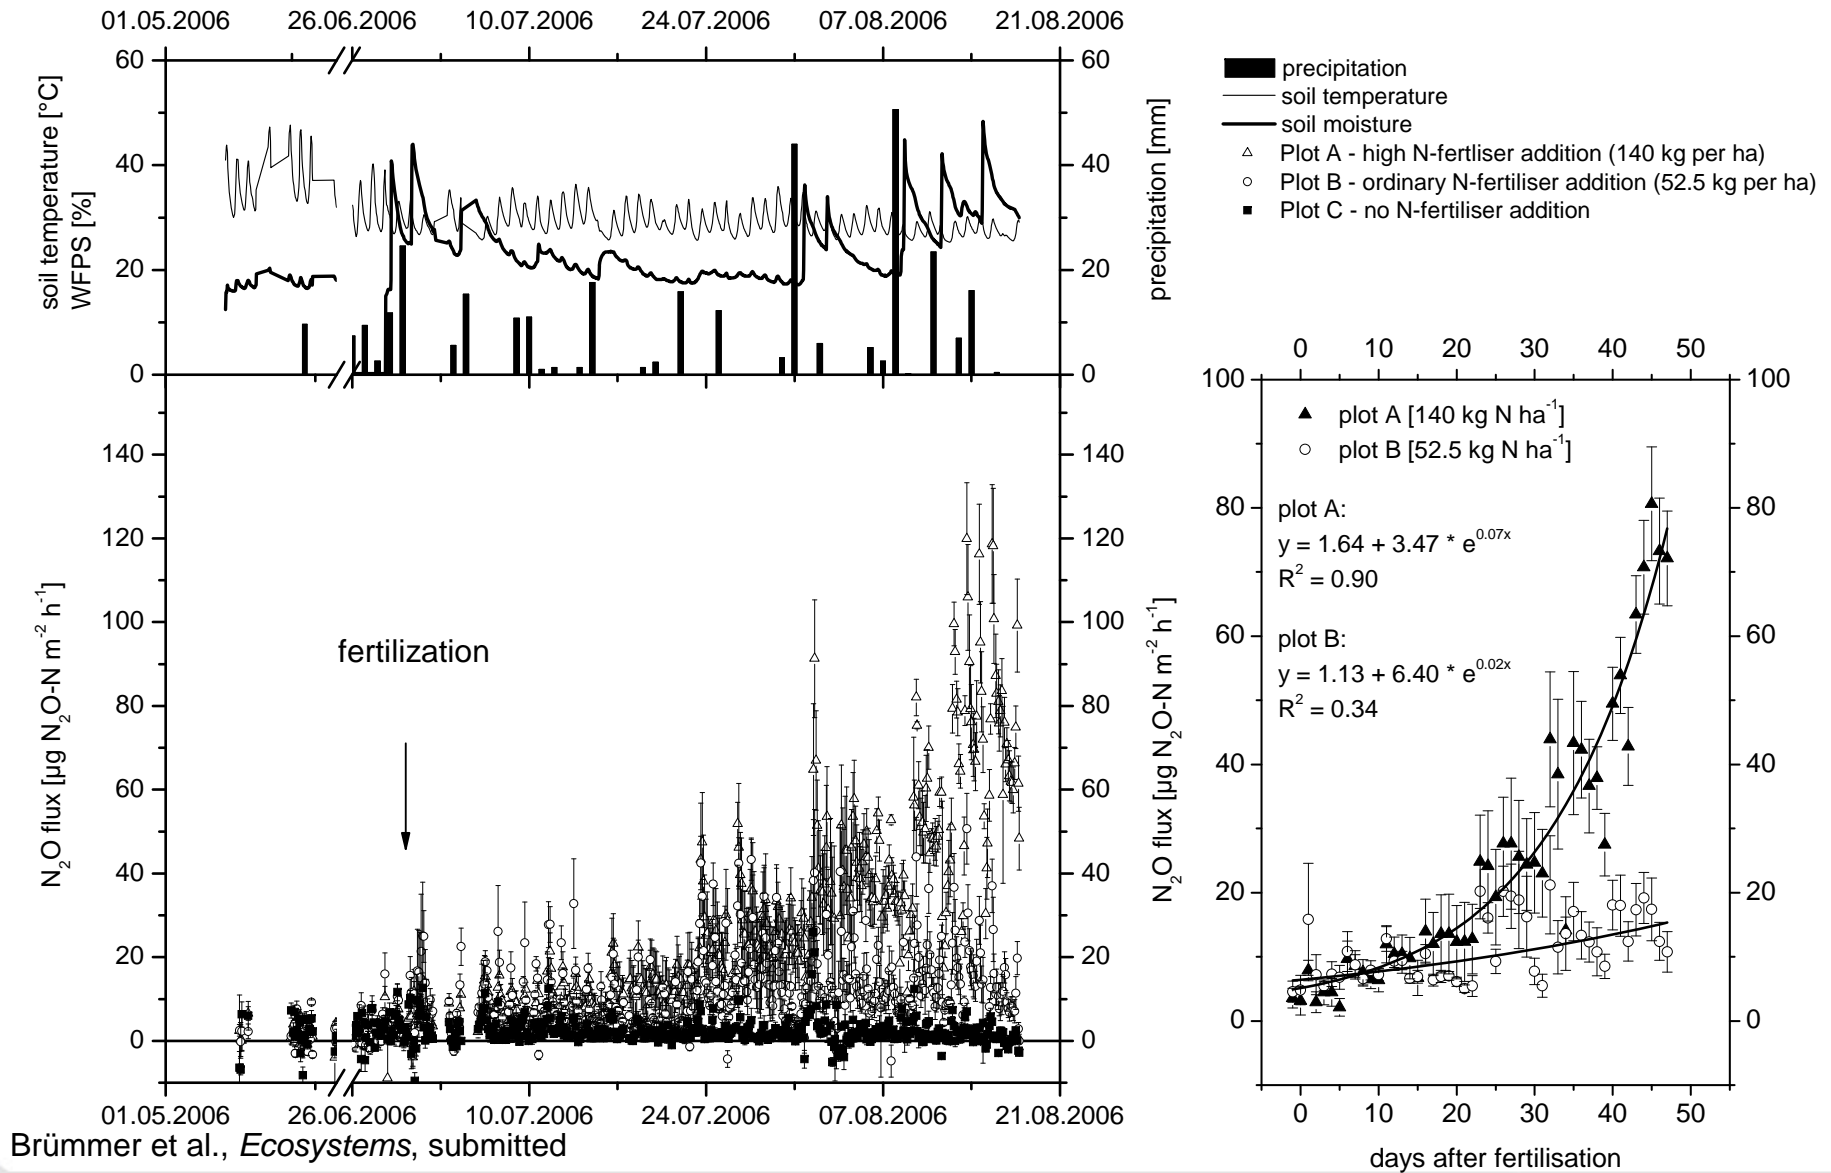 01.05.2006 26.06.2006 10.07.2006 24.07.2006 07.08.2006 21.08.2006
60 60
40 40
20 20
0 0
soil temperature [°C]
WFPS [%]
precipitation [mm]
precipitation
soil temperature
soil moisture
Plot A - high N-fertliser addition (140 kg per ha)
Plot B - ordinary N-fertiliser addition (52.5 kg per ha)
Plot C - no N-fertiliser addition
140 140
120 120
100 100
80 80
60 60
40 40
20 20
0 0
N₂O flux [µg N₂O-N m⁻² h⁻¹]
fertilization
01.05.2006 26.06.2006 10.07.2006 24.07.2006 07.08.2006 21.08.2006
N₂O flux [µg N₂O-N m⁻² h⁻¹]
0 10 20 30 40 50
100 100
80 80
60 60
40 40
20 20
0 0
plot A [140 kg N ha⁻¹]
plot B [52.5 kg N ha⁻¹]
plot A:
y = 1.64 + 3.47 * e⁰·⁰⁷ˣ
R² = 0.90
plot B:
y = 1.13 + 6.40 * e⁰·⁰²ˣ
R² = 0.34
0 10 20 30 40 50
days after fertilisation
Brümmer et al., Ecosystems, submitted